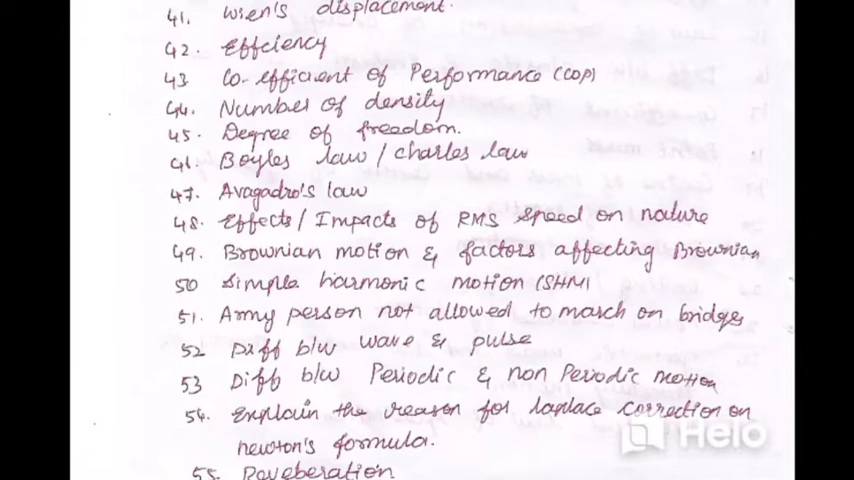 41. Wien's displacement.
42. Effciency
43 Co-efficient of Performance (COP)
44. Number of density
45. Degree of freedom.
46. Boyles law / Charles law
47. Avagadro's law
48. Effects / Impacts of RMS speed on nature
49. Brownian motion & factors affecting Brownian
50 Simple harmonic motion (SHM)
51. Army person not allowed to march on bridges
52 Diff b/w wave & pulse
53 Diff b/w Periodic & non Periodic motion
54. Explain the reason for laplace correction on
newton's formula.
55. Reveberation
Helo